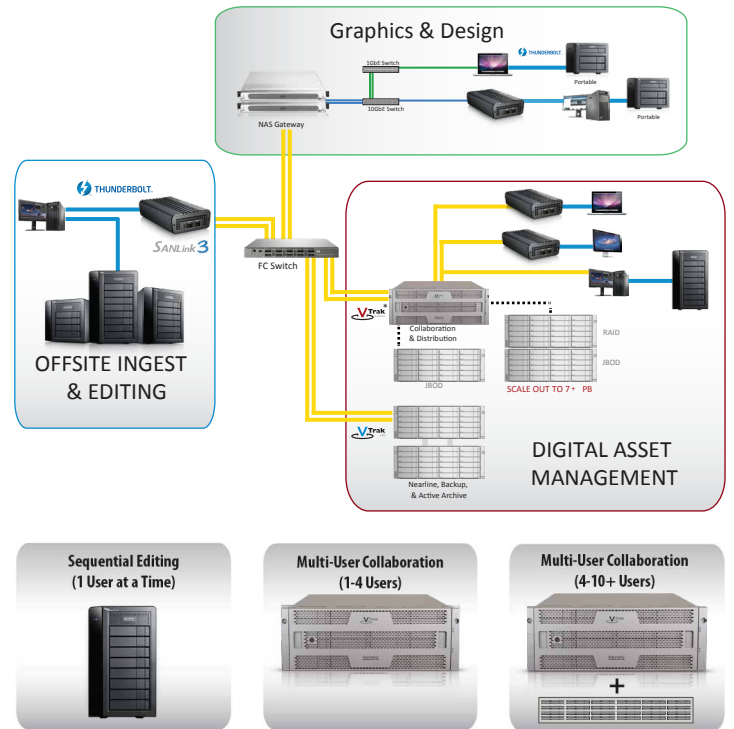 Graphics & Design
1GbE Switch
THUNDERBOLT
Portable
10GbE Switch
NAS Gateway
Portable
THUNDERBOLT.
SANLink3
FC Switch
OFFSITE INGEST
& EDITING
VTrak
Collaboration
& Distribution
JBOD
RAID
JBOD
SCALE OUT TO 7+ PB
VTrak
Nearline, Backup,
& Active Archive
DIGITAL ASSET
MANAGEMENT
Sequential Editing
(1 User at a Time)
Multi-User Collaboration
(1-4 Users)
VTrak
Multi-User Collaboration
(4-10+ Users)
VTrak
+